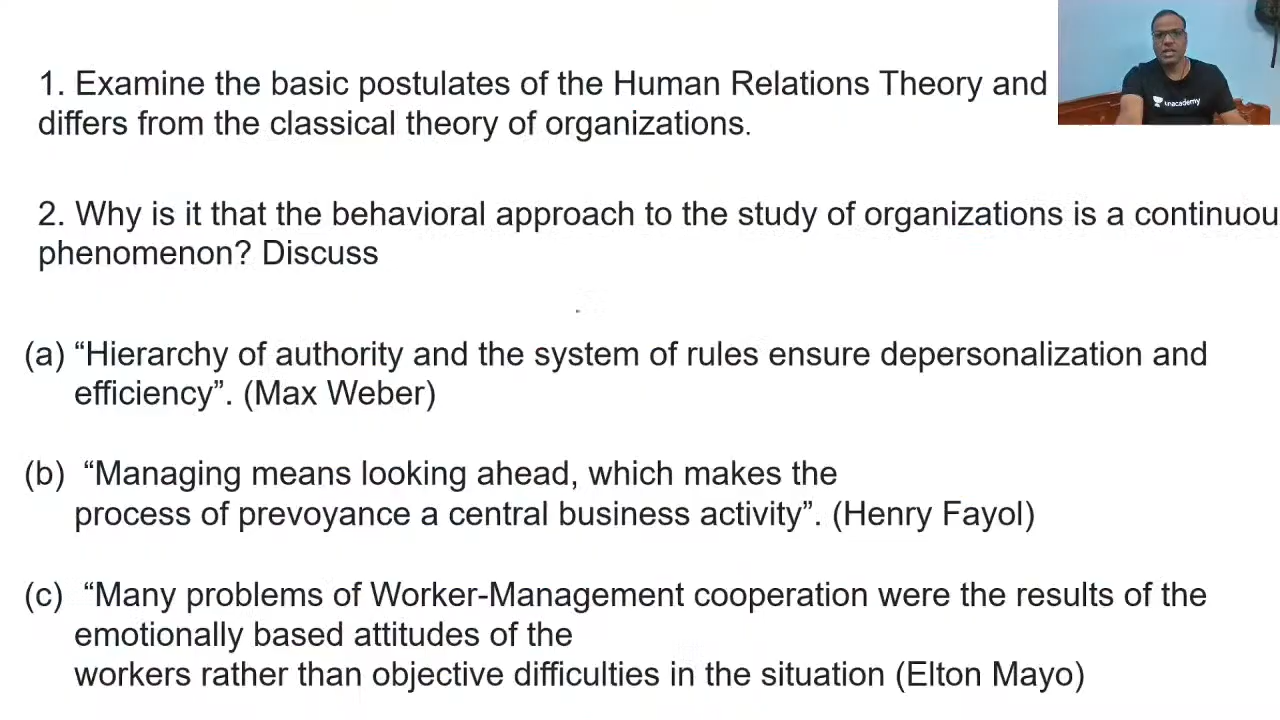 1. Examine the basic postulates of the Human Relations Theory and
differs from the classical theory of organizations.
unacademy
2. Why is it that the behavioral approach to the study of organizations is a continuou
phenomenon? Discuss
(a) “Hierarchy of authority and the system of rules ensure depersonalization and
efficiency”. (Max Weber)
(b) “Managing means looking ahead, which makes the
process of prevoyance a central business activity”. (Henry Fayol)
(c) “Many problems of Worker-Management cooperation were the results of the
emotionally based attitudes of the
workers rather than objective difficulties in the situation (Elton Mayo)